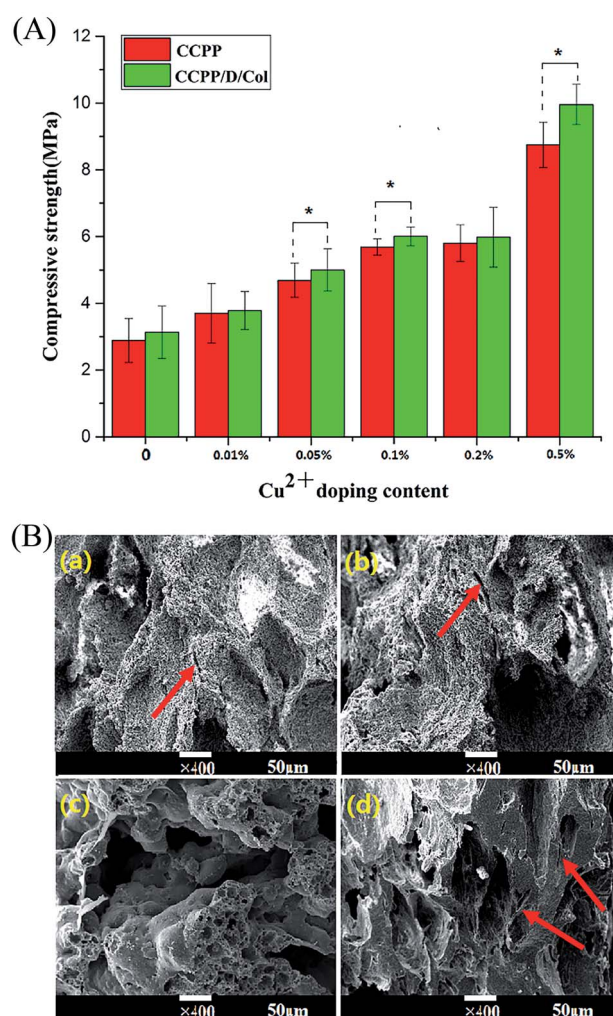 (A)
12
10
8
6
4
2
0
Compressive strength(MPa)
CCPP
CCPP/D/Col
*
*
*
*
0 0.01% 0.05% 0.1% 0.2% 0.5%
Cu2+ doping content
(B)
(a)
×400 50μm
(b)
×400 50μm
(c)
×400 50μm
(d)
×400 50μm